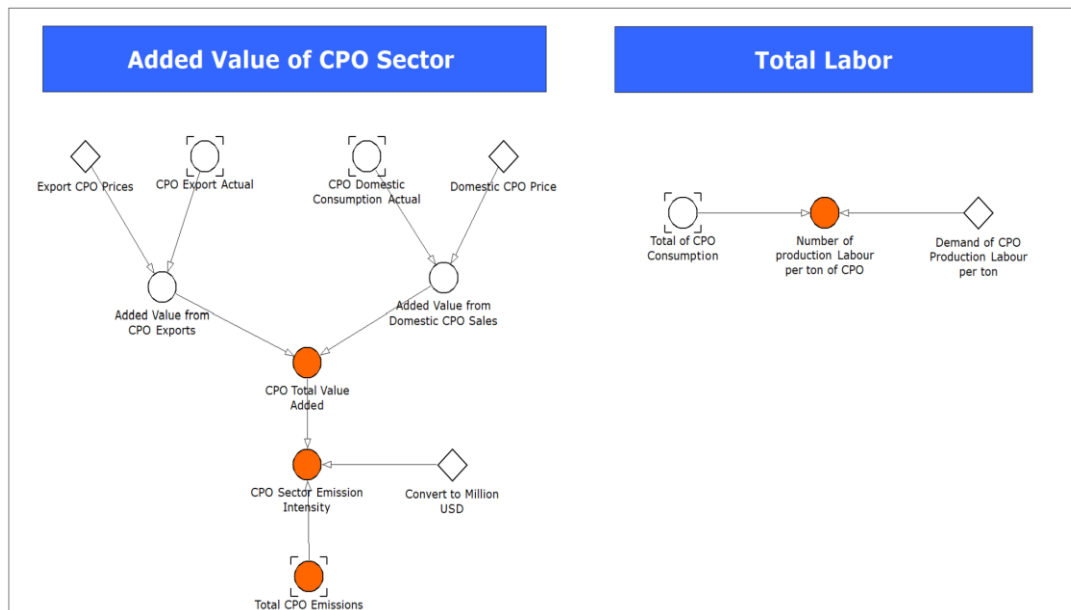 Added Value of CPO Sector
Total Labor
Export CPO Prices
CPO Export Actual
CPO Domestic
Consumption Actual
Domestic CPO Price
Total of CPO
Consumption
Number of
production Labour
per ton of CPO
Demand of CPO
Production Labour
per ton
Added Value from
CPO Exports
Added Value from
Domestic CPO Sales
CPO Total Value
Added
CPO Sector Emission
Intensity
Convert to Million
USD
Total CPO Emissions